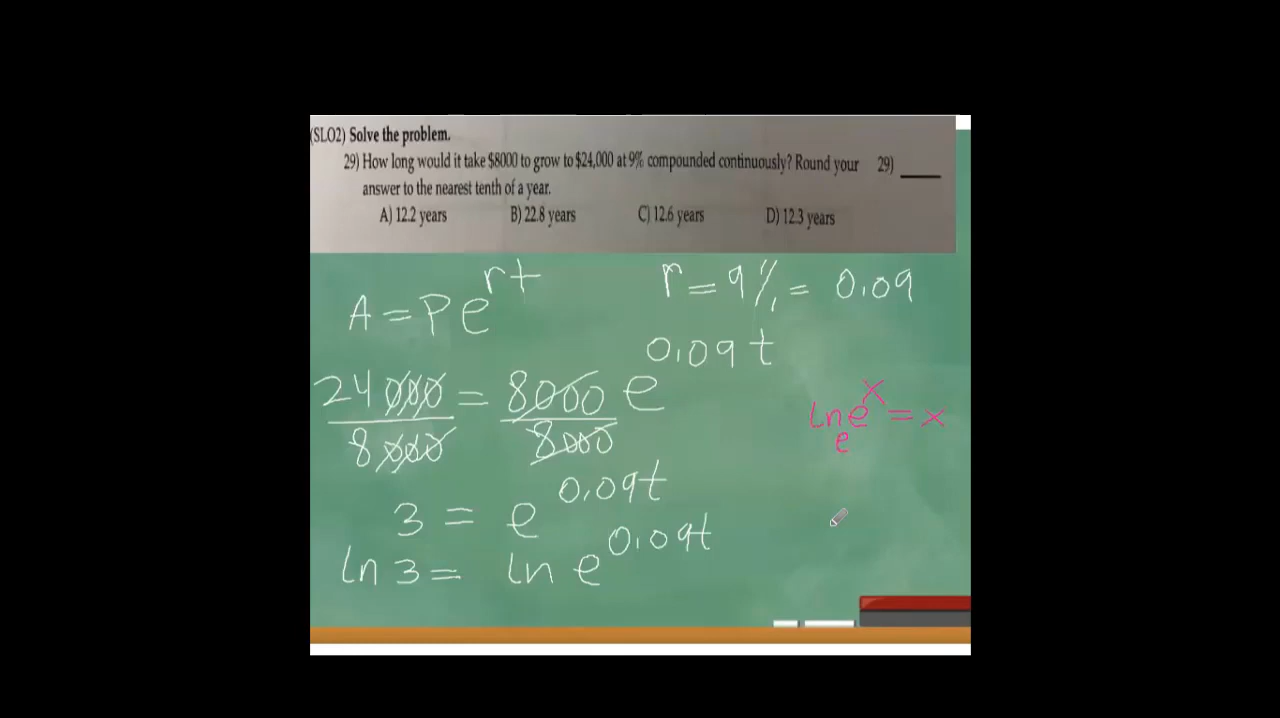 (SLO2) Solve the problem.
29) How long would it take $8000 to grow to $24,000 at 9% compounded continuously? Round your 29) ____
answer to the nearest tenth of a year.
A) 12.2 years B) 22.8 years C) 12.6 years D) 12.3 years
A = Pe^rt r = 9% = 0.09
24000/8000 = 8000/8000 e^0.09t
ln_e e^x = x
3 = e^0.09t
ln 3 = ln e^0.09t